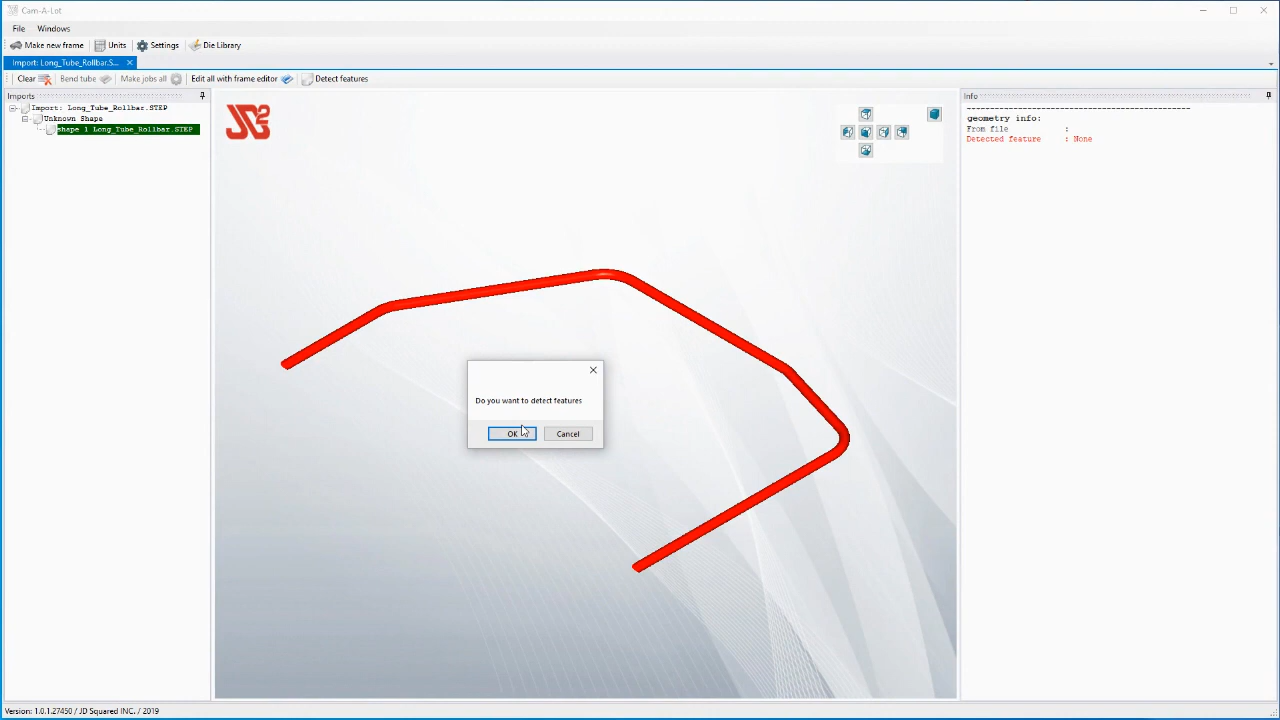 Cam-A-Lot
File Windows
Make new frame Units Settings Die Library
Import: Long_Tube_Rollbar.S...
Clear Bend tube Make jobs all Edit all with frame editor Detect features
Imports
Import: Long_Tube_Rollbar.STEP
Unknown Shape
shape 1 Long_Tube_Rollbar.STEP
JD2
Do you want to detect features
OK Cancel
Info
geometry info:
From file :
Detected feature : None
Version: 1.0.1.27450 / JD Squared INC. / 2019